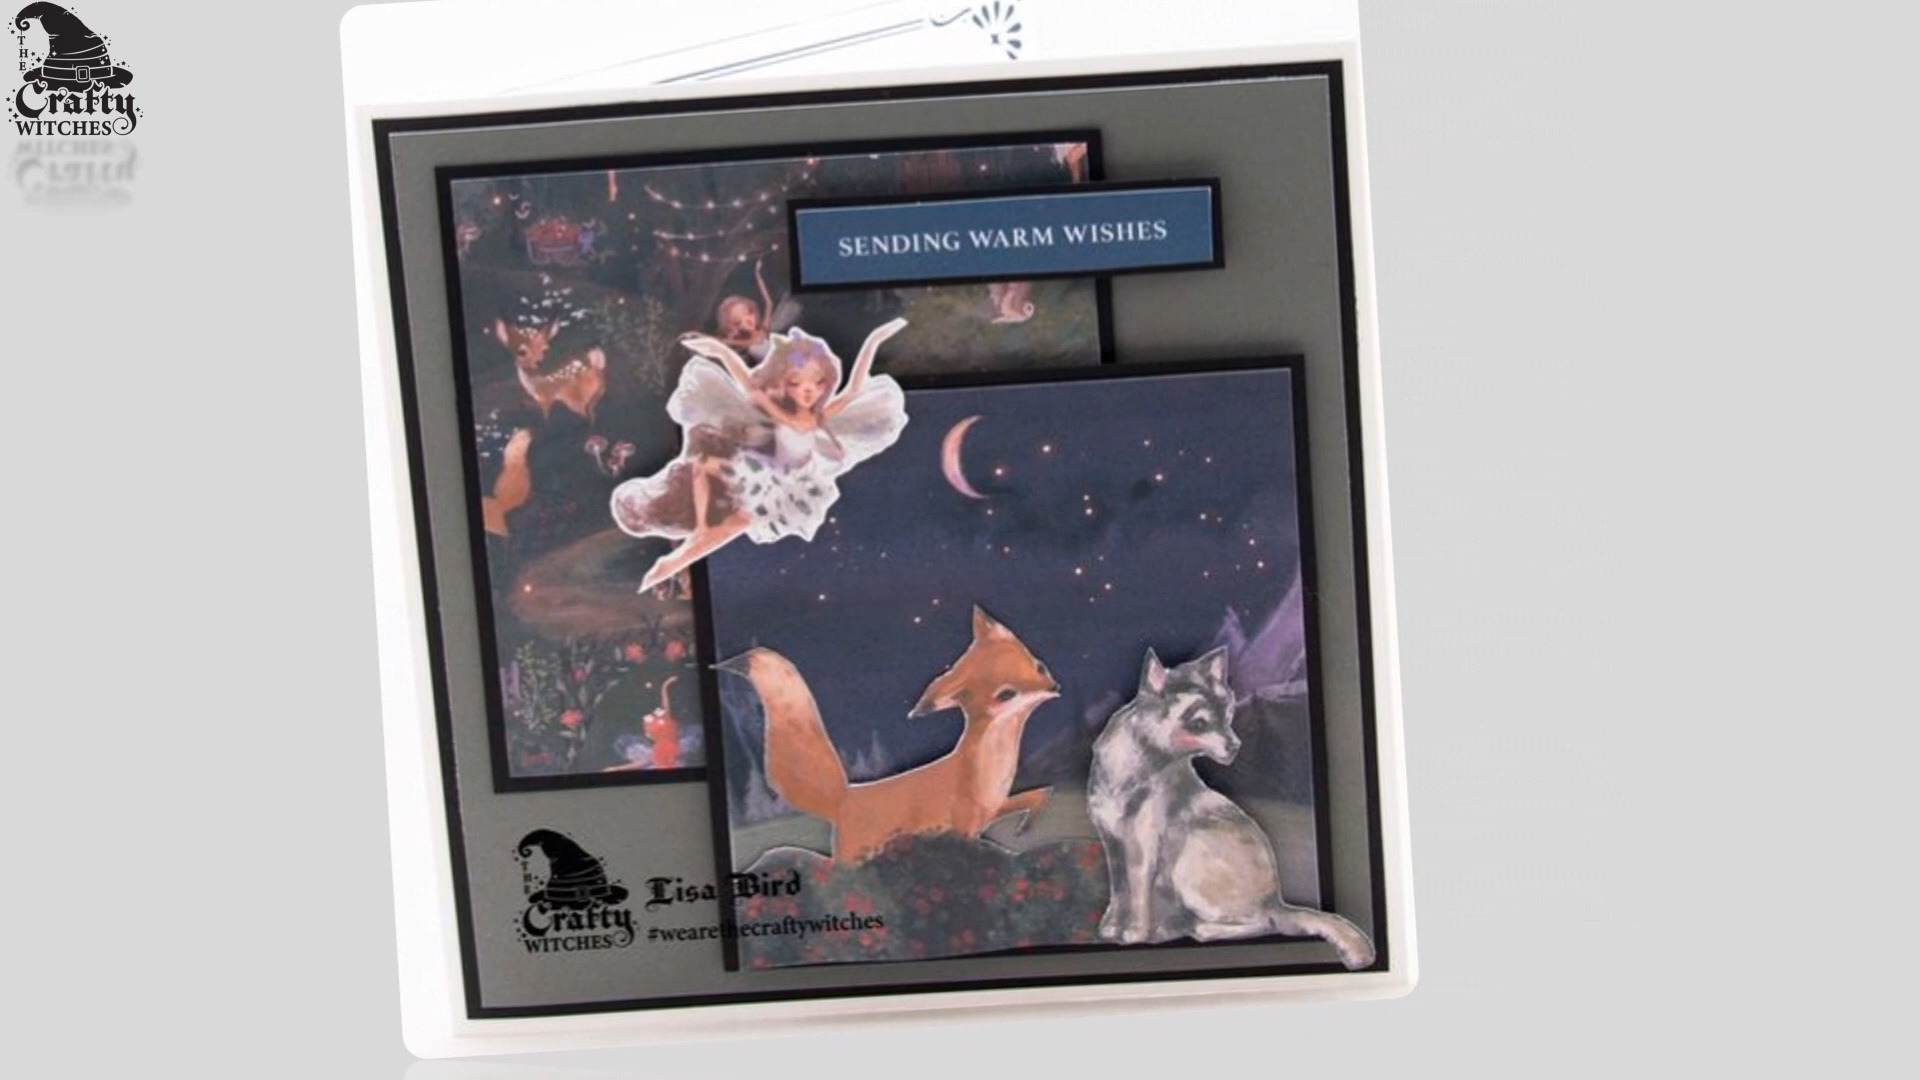 THE
Crafty
WITCHES
SENDING WARM WISHES
THE
Crafty
WITCHES
Lisa Bird
#wearethecraftywitches